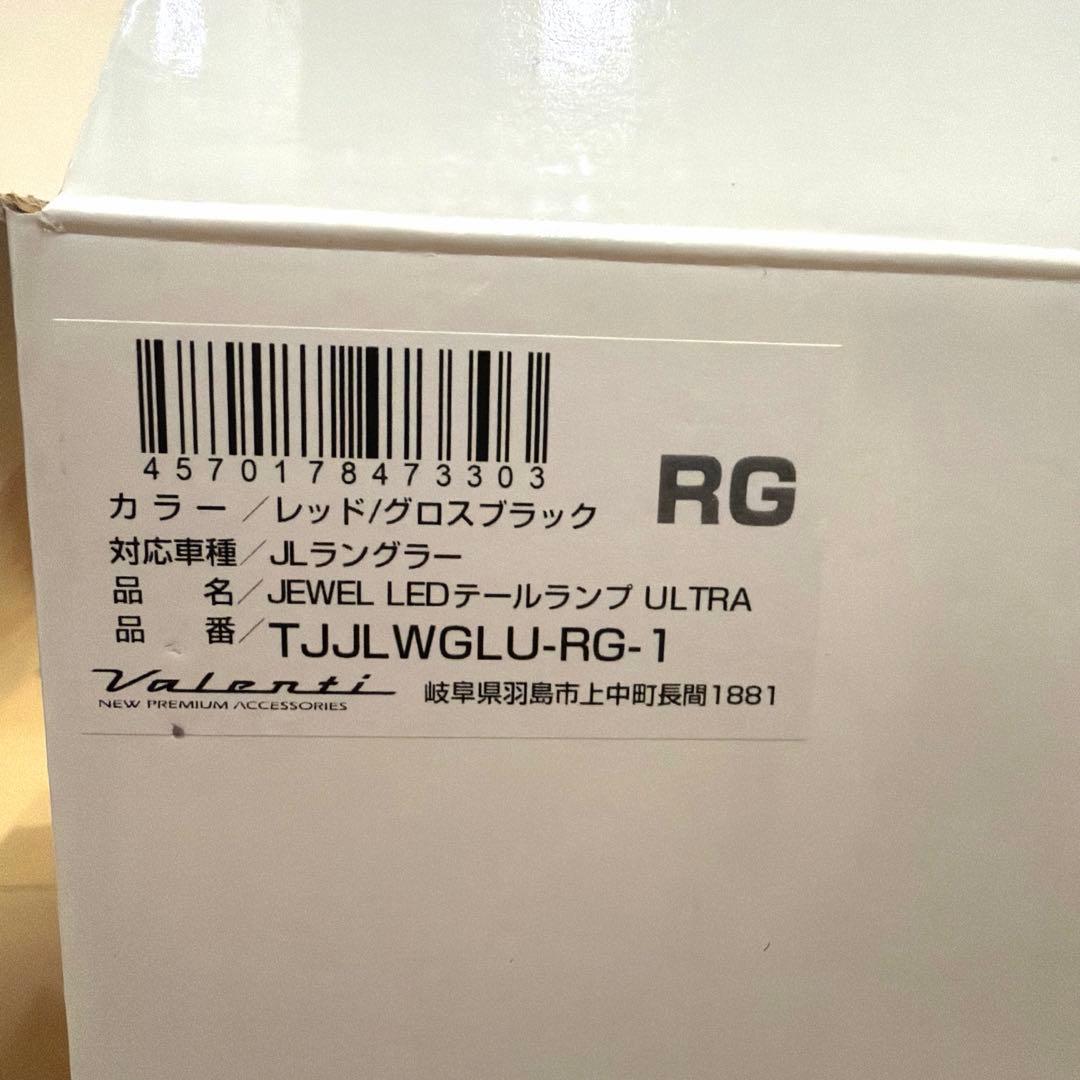 4570178473303
RG
カラー／レッド/グロスブラック
対応車種／JLラングラー
品　名／JEWEL LEDテールランプ ULTRA
品　番／TJJLWGLU-RG-1
Valenti
NEW PREMIUM ACCESSORIES
岐阜県羽島市上中町長間1881